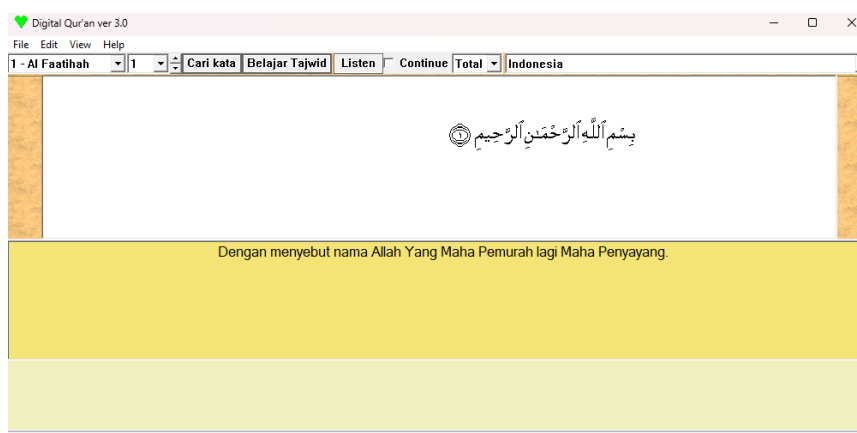 Digital Qur'an ver 3.0
File Edit View Help
1 - Al Faatihah 1 Cari kata Belajar Tajwid Listen Continue Total Indonesia
بِسْمِ ٱللَّهِ ٱلرَّحْمَـٰنِ ٱلرَّحِيمِ ١
Dengan menyebut nama Allah Yang Maha Pemurah lagi Maha Penyayang.